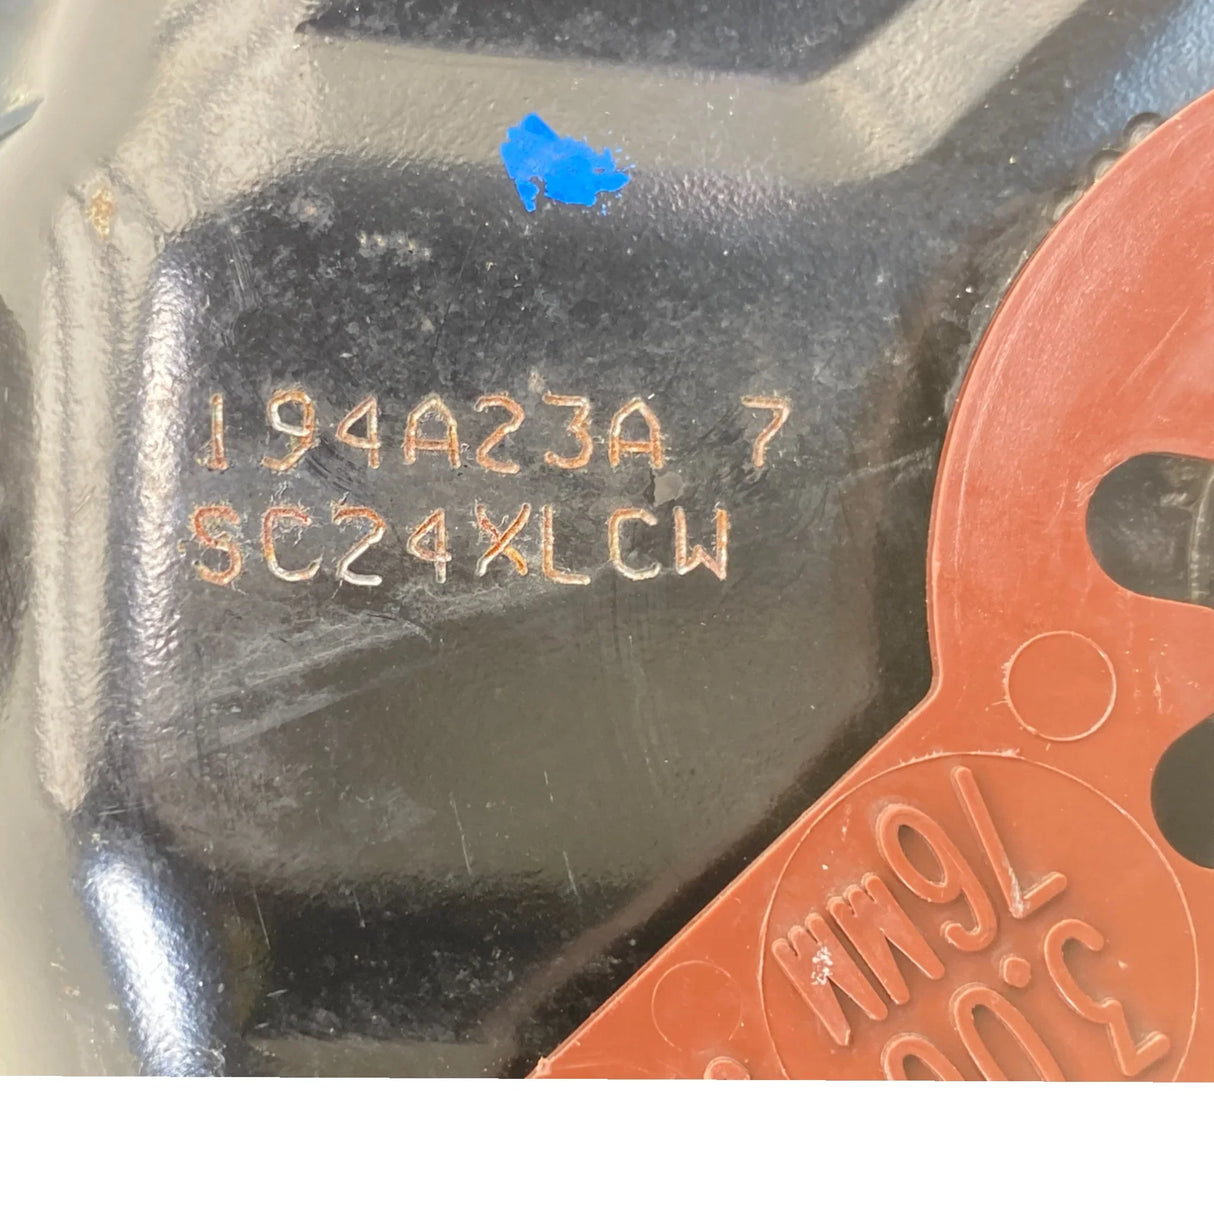 194A23A 7
SC24XLCW
76MM
3.00